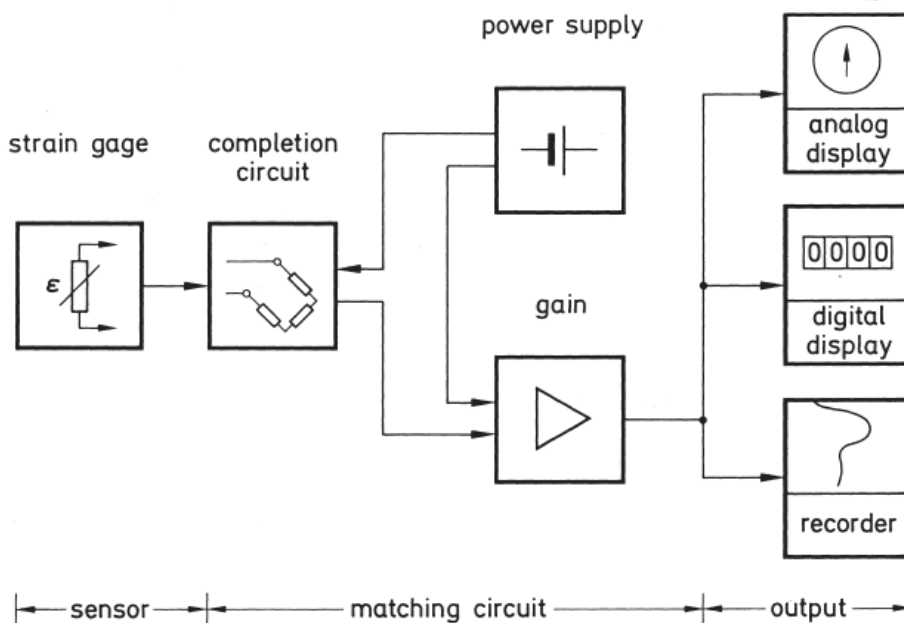 power supply
strain gage
completion
circuit
ε
gain
analog
display
0000
digital
display
recorder
sensor
matching circuit
output